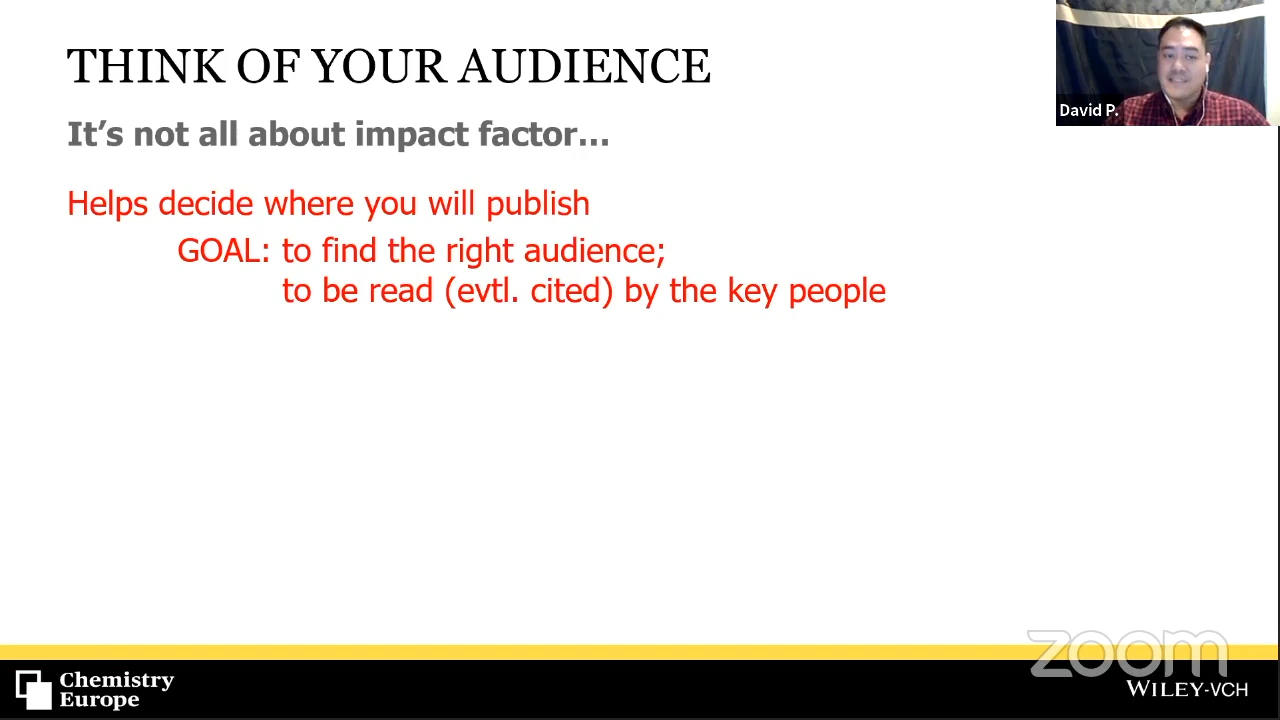 THINK OF YOUR AUDIENCE
It's not all about impact factor...
Helps decide where you will publish
GOAL: to find the right audience;
to be read (evtl. cited) by the key people
David P.
zoom
Chemistry
Europe
WILEY-VCH